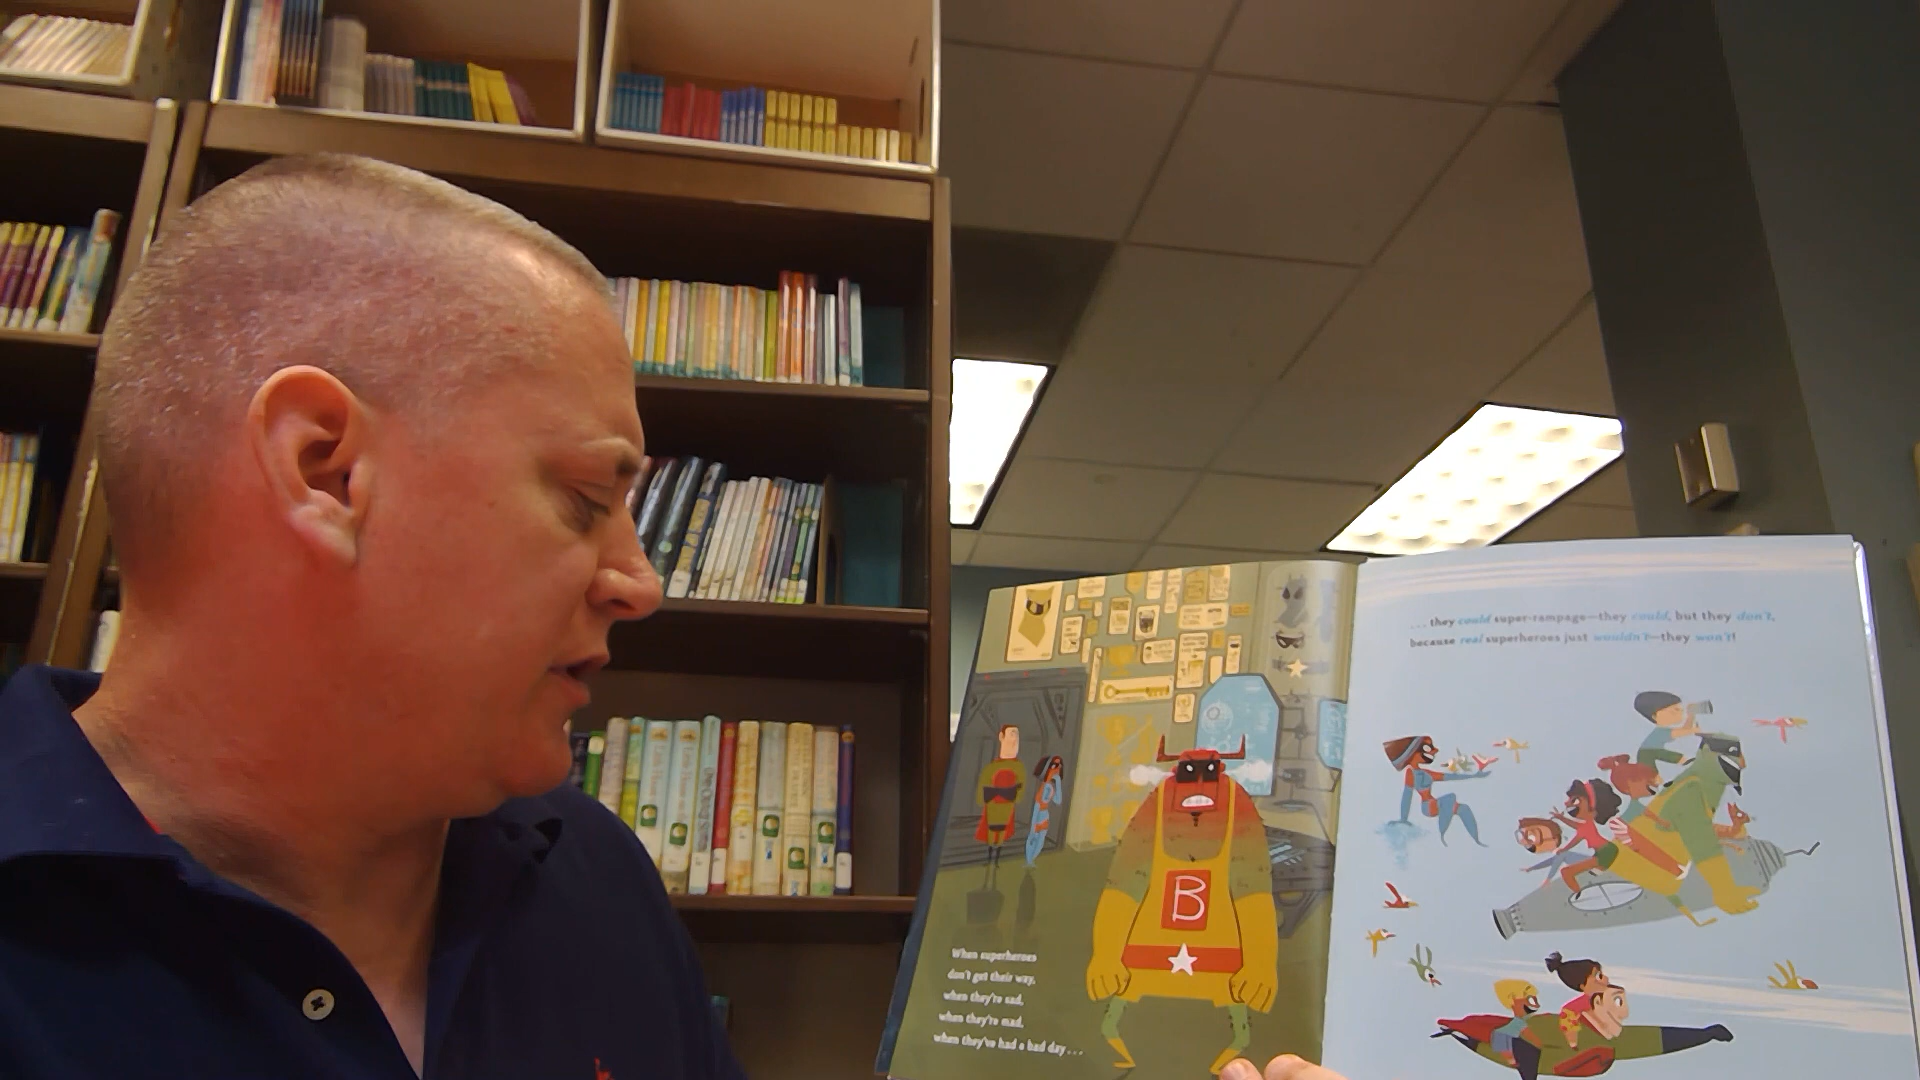 When superheroes
don't get their way,
when they're sad,
when they're mad,
when they've had a bad day...
B
...they could super-rampage—they could, but they don't,
because real superheroes just wouldn't—they won't!